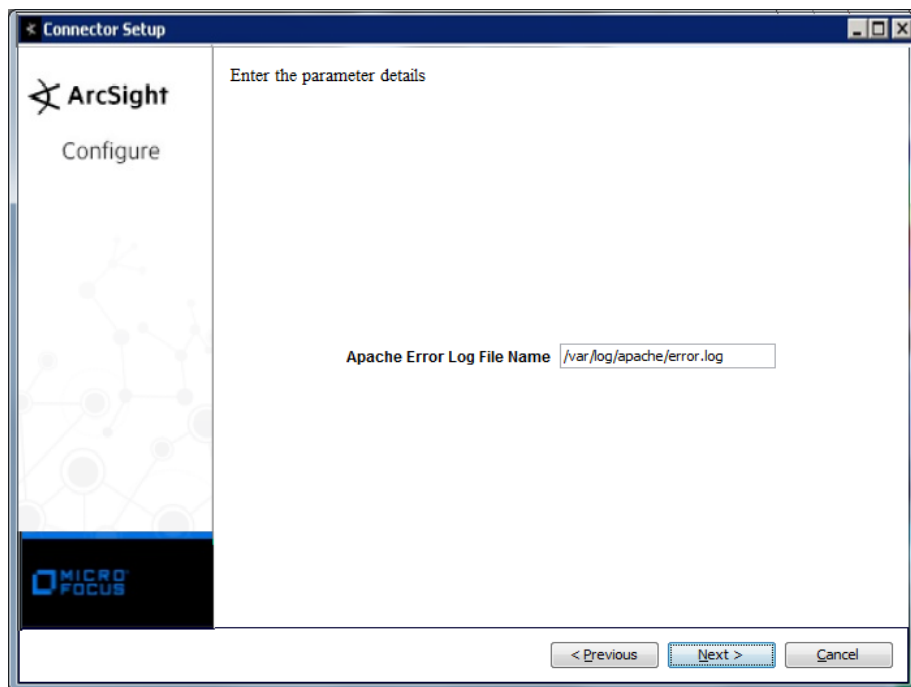 Connector Setup
ArcSight
Configure
Enter the parameter details
Apache Error Log File Name /var/log/apache/error.log
MICRO
FOCUS
< Previous Next > Cancel